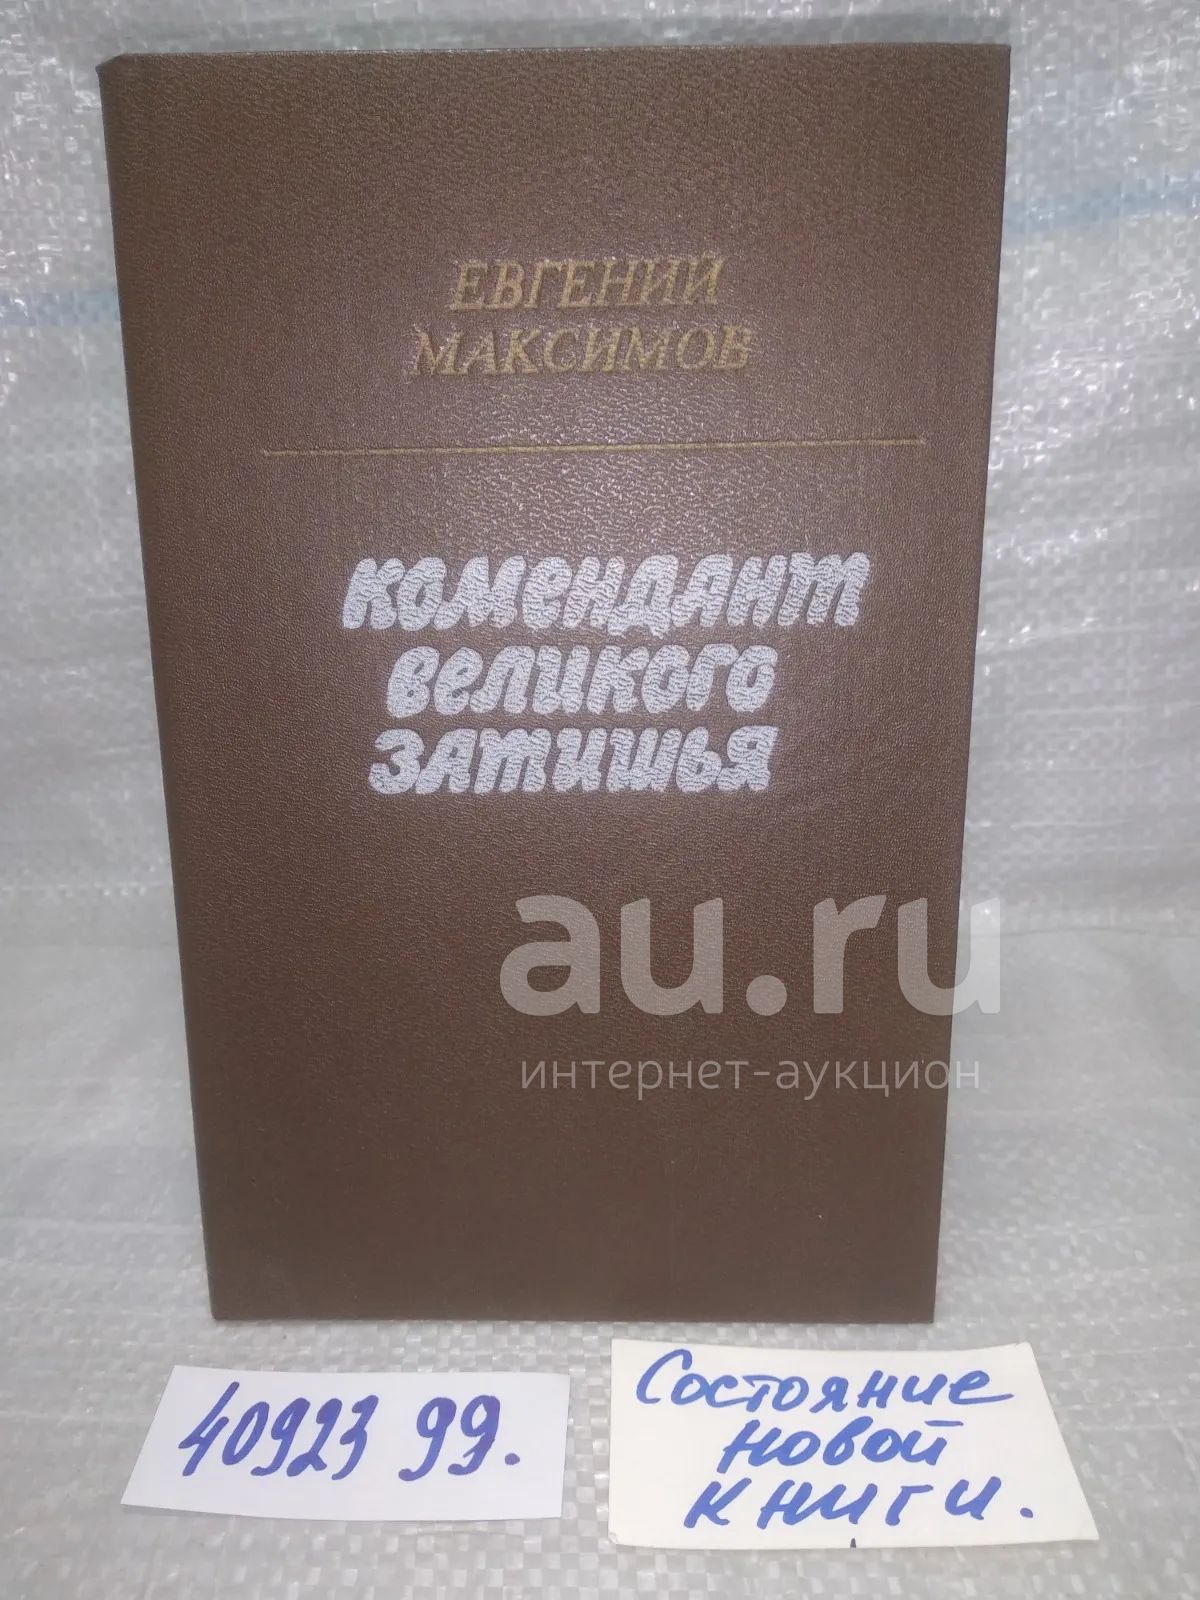 ЕВГЕНИЙ
МАКСИМОВ
КОМЕНДАНТ
ВЕЛИКОГО
ЗАТИШЬЯ
au.ru
интернет-аукцион
40923 99.
Состояние
новой
книги.